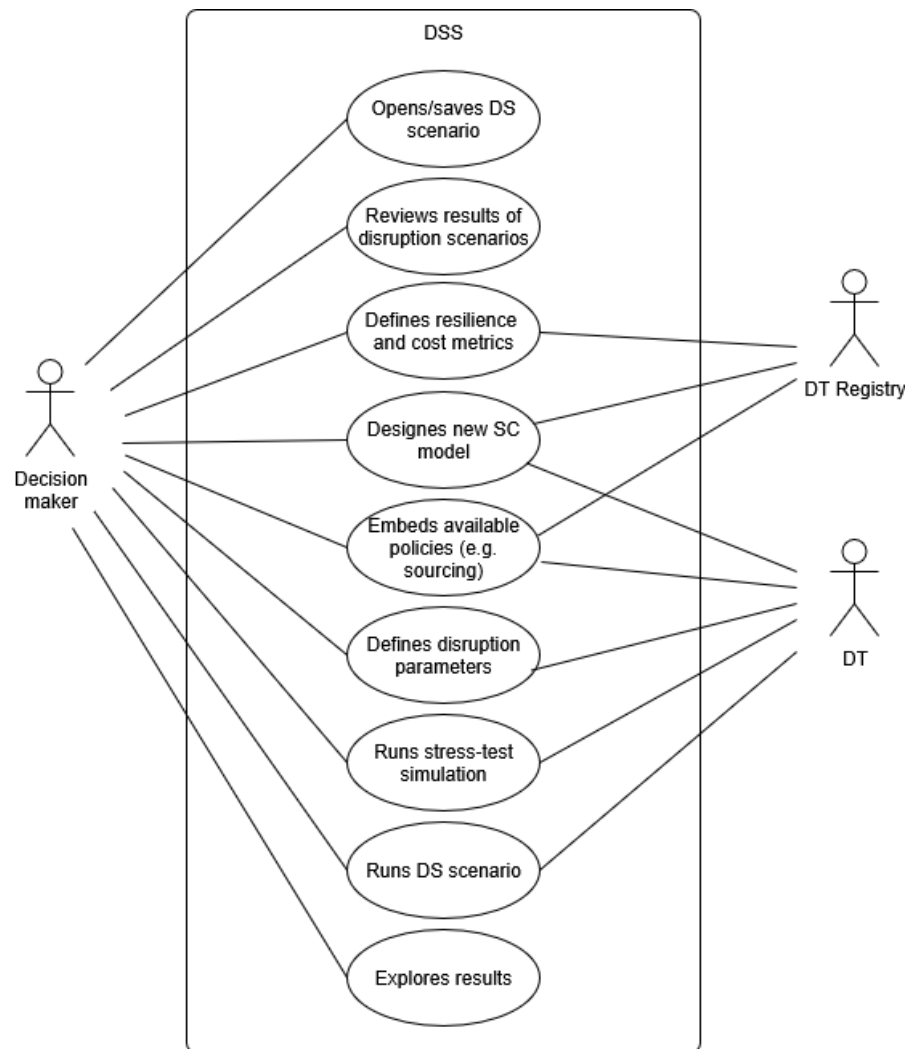 DSS
Opens/saves DS
scenario
Reviews results of
disruption scenarios
Defines resilience
and cost metrics
Designes new SC
model
Embeds available
policies (e.g.
sourcing)
Defines disruption
parameters
Runs stress-test
simulation
Runs DS scenario
Explores results
Decision
maker
DT Registry
DT